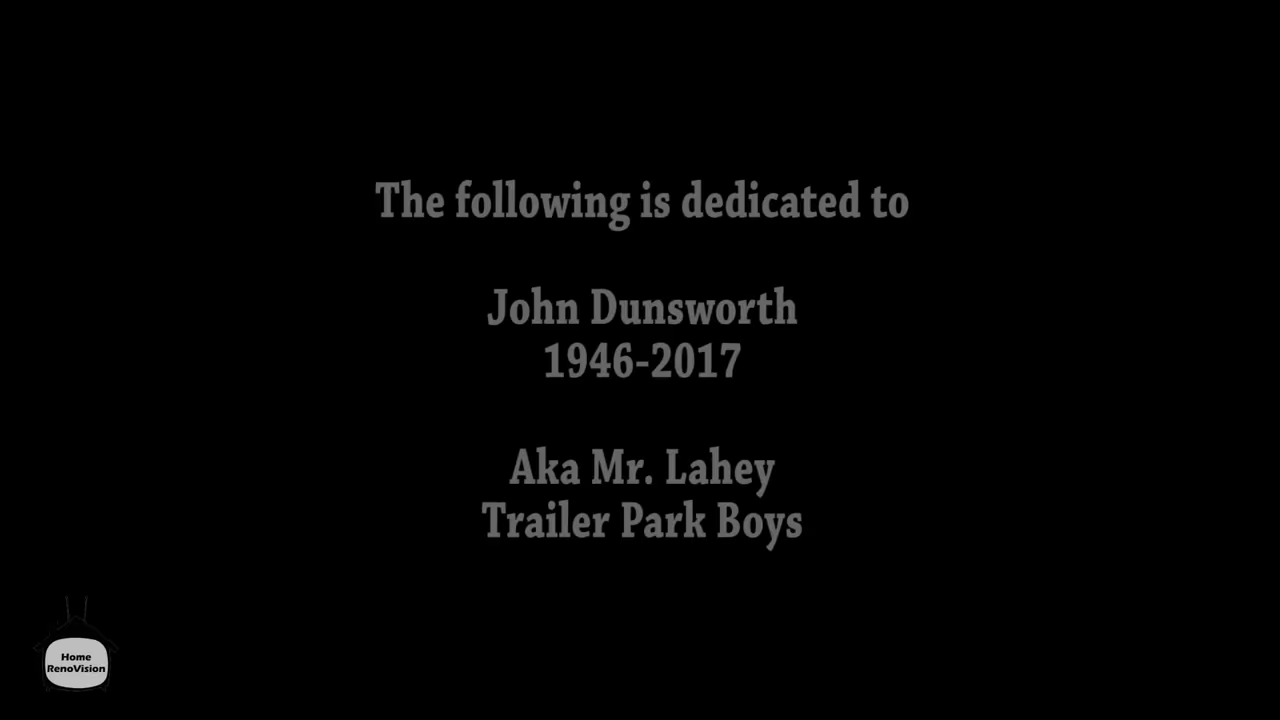 The following is dedicated to
John Dunsworth
1946-2017
Aka Mr. Lahey
Trailer Park Boys
Home
RenoVision